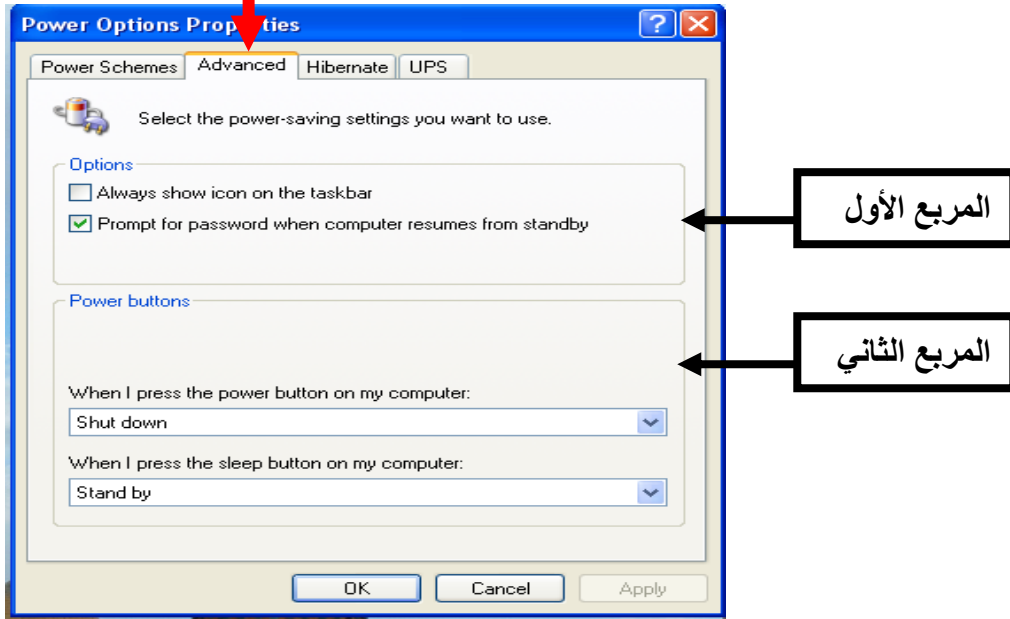 Power Options Properties
Power Schemes Advanced Hibernate UPS
Select the power-saving settings you want to use.
Options
Always show icon on the taskbar
Prompt for password when computer resumes from standby
المربع الأول
Power buttons
المربع الثاني
When I press the power button on my computer:
Shut down
When I press the sleep button on my computer:
Stand by
OK Cancel Apply